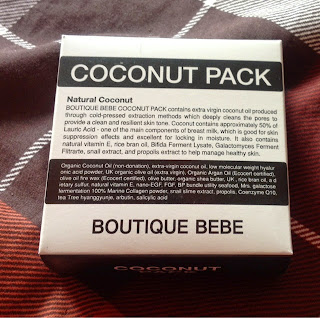 COCONUT PACK
Natural Coconut
BOUTIQUE BEBE COCONUT PACK contains extra virgin coconut oil produced
through cold-pressed extraction methods which deeply cleans the pores to
provide a clean and resilient skin tone. Coconut contains approximately 50% of
Lauric Acid - one of the main components of breast milk, which is good for skin
suppression effects and excellent for locking in moisture. It also contains
natural vitamin E, rice bran oil, Bifida Ferment Lysate, Galactomyces Ferment
Filtrarte, snail extract, and propolis extract to help manage healthy skin.
Organic Coconut Oil (non-donation), extra-virgin coconut oil, low molecular weight hyalur
onic powder, UK organic olive oil (extra virgin), Organic Argan Oil (Ecocert certified),
olive oil fire wax (Ecocert certified), olive butter, organic shea butter, UK, rice bran oil, a d
ietary sulfur, natural vitamin E, nano-EGF, FGF, BP bundle utility seafood, Mrs. galactose
fermentation 100% Marine Collagen powder, snail slime extract, propolis, Coenzyme Q10,
tea Tree hyanggyunje, arbutin, salicylic acid
BOUTIQUE BEBE
COCONUT